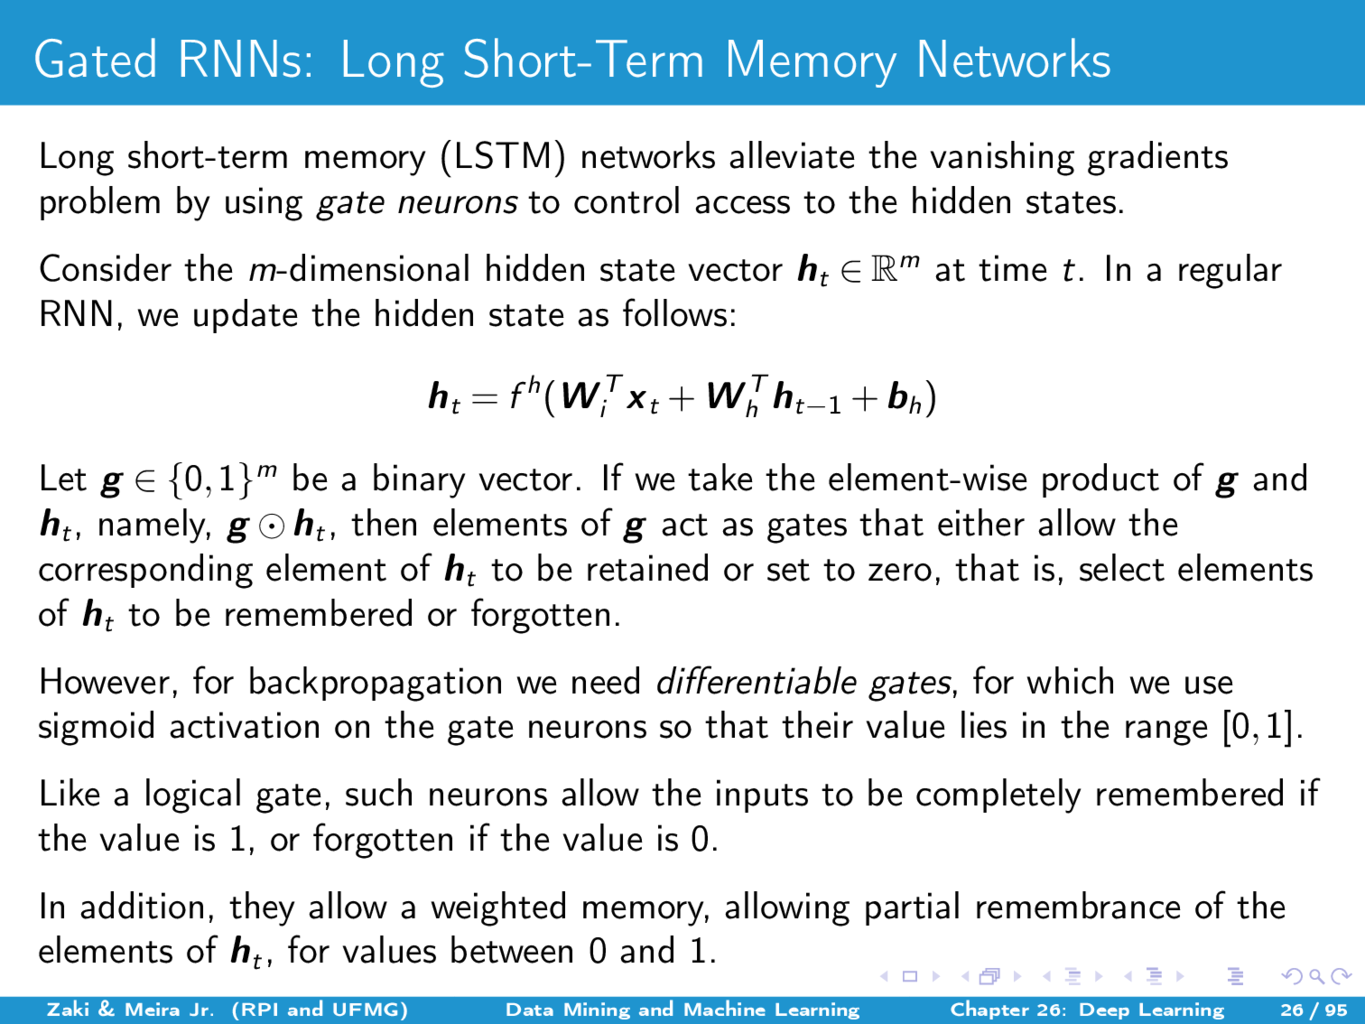 Gated RNNs: Long Short-Term Memory Networks
Long short-term memory (LSTM) networks alleviate the vanishing gradients
problem by using gate neurons to control access to the hidden states.
Consider the m-dimensional hidden state vector h_t ∈ ℝ^m at time t. In a regular
RNN, we update the hidden state as follows:
h_t = f^h(W_i^T x_t + W_h^T h_{t−1} + b_h)
Let g ∈ {0, 1}^m be a binary vector. If we take the element-wise product of g and
h_t, namely, g ⊙ h_t, then elements of g act as gates that either allow the
corresponding element of h_t to be retained or set to zero, that is, select elements
of h_t to be remembered or forgotten.
However, for backpropagation we need differentiable gates, for which we use
sigmoid activation on the gate neurons so that their value lies in the range [0, 1].
Like a logical gate, such neurons allow the inputs to be completely remembered if
the value is 1, or forgotten if the value is 0.
In addition, they allow a weighted memory, allowing partial remembrance of the
elements of h_t, for values between 0 and 1.
Zaki & Meira Jr. (RPI and UFMG) Data Mining and Machine Learning Chapter 26: Deep Learning 26 / 95